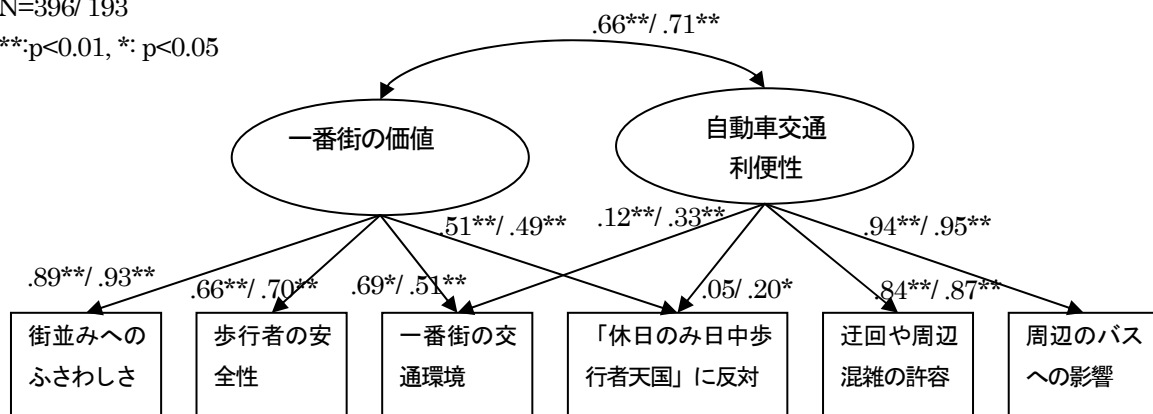 N=396/ 193
**:p<0.01, *: p<0.05
.66**/ .71**
一番街の価値
自動車交通
利便性
.51**/ .49**
.12**/ .33**
.94**/ .95**
.89**/ .93**
.66**/ .70**
.69*/ .51**
.05/ .20*
.84**/ .87**
街並みへの
ふさわしさ
歩行者の安
全性
一番街の交
通環境
「休日のみ日中歩
行者天国」に反対
迂回や周辺
混雑の許容
周辺のバス
への影響